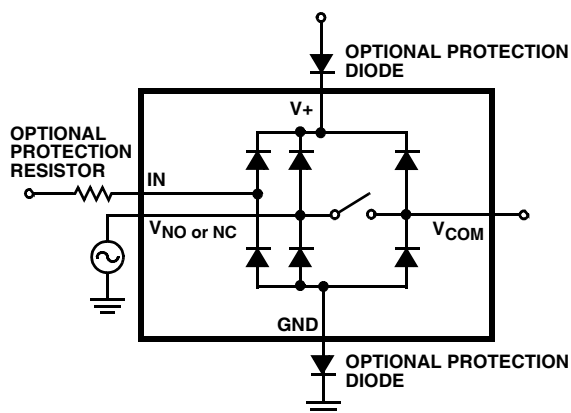 OPTIONAL PROTECTION
DIODE
V+
OPTIONAL
PROTECTION
RESISTOR
IN
VNO or NC
VCOM
GND
OPTIONAL PROTECTION
DIODE